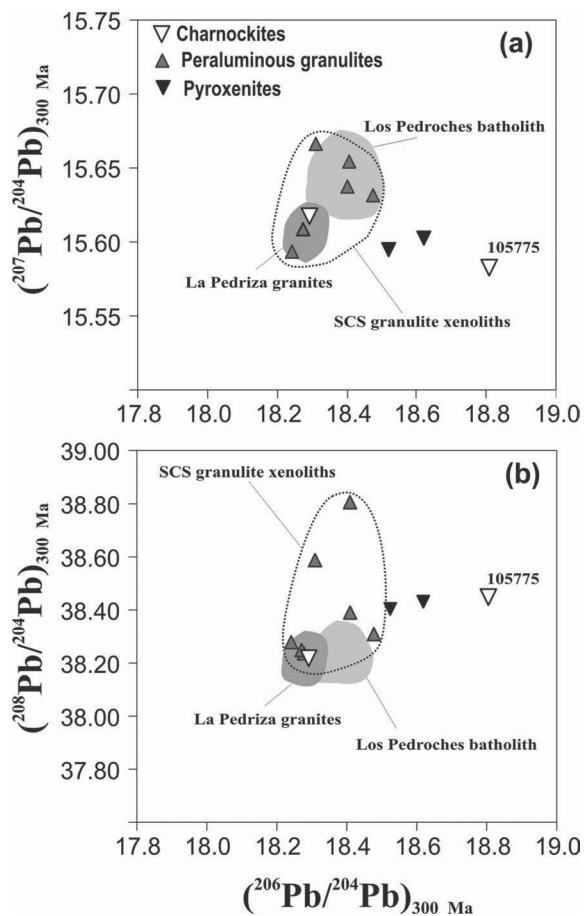 (a)
Charnockites
Peraluminous granulites
Pyroxenites
Los Pedroches batholith
105775
La Pedriza granites
SCS granulite xenoliths
15.75
15.70
15.65
15.60
15.55
(²⁰⁷Pb/²⁰⁴Pb)300 Ma
17.8 18.0 18.2 18.4 18.6 18.8 19.0
(b)
SCS granulite xenoliths
105775
La Pedriza granites
Los Pedroches batholith
39.00
38.80
38.60
38.40
38.20
38.00
37.80
(²⁰⁸Pb/²⁰⁴Pb)300 Ma
17.8 18.0 18.2 18.4 18.6 18.8 19.0
(²⁰⁶Pb/²⁰⁴Pb)300 Ma